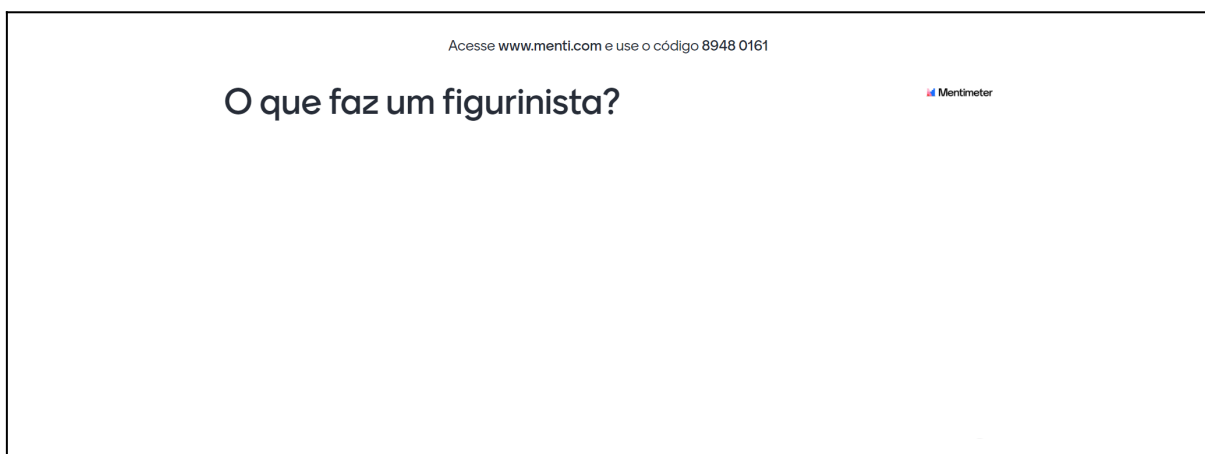 Acesse www.menti.com e use o código 8948 0161
O que faz um figurinista?
Mentimeter